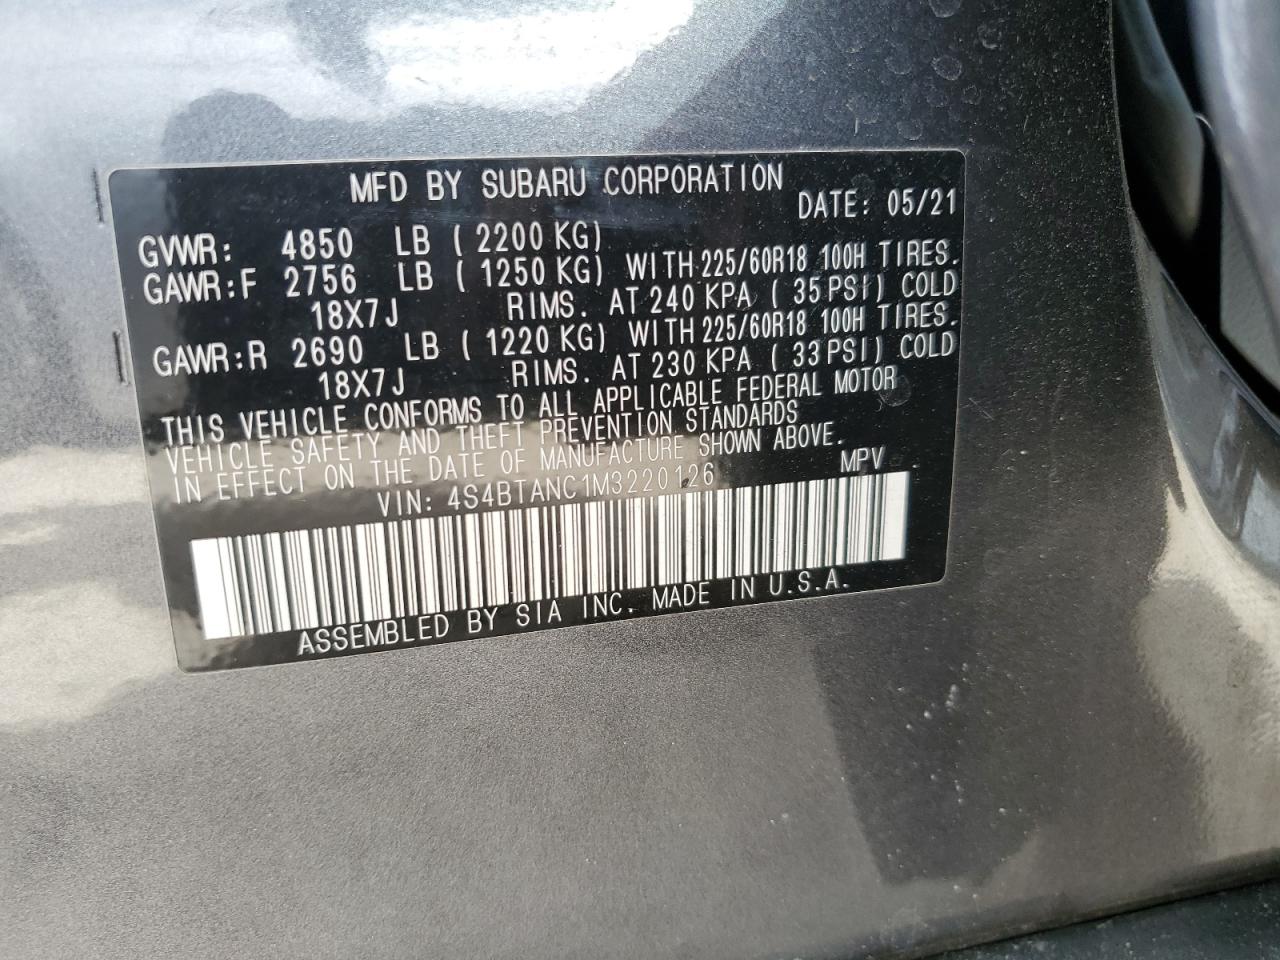 MFD BY SUBARU CORPORATION
DATE: 05/21
GVWR: 4850 LB ( 2200 KG)
GAWR:F 2756 LB ( 1250 KG) WITH 225/60R18 100H TIRES.
18X7J RIMS. AT 240 KPA ( 35 PSI) COLD
GAWR:R 2690 LB ( 1220 KG) WITH 225/60R18 100H TIRES.
18X7J RIMS. AT 230 KPA ( 33 PSI) COLD
THIS VEHICLE CONFORMS TO ALL APPLICABLE FEDERAL MOTOR
VEHICLE SAFETY AND THEFT PREVENTION STANDARDS
IN EFFECT ON THE DATE OF MANUFACTURE SHOWN ABOVE.
VIN: 4S4BTANC1M3220126 MPV
ASSEMBLED BY SIA INC. MADE IN U.S.A.